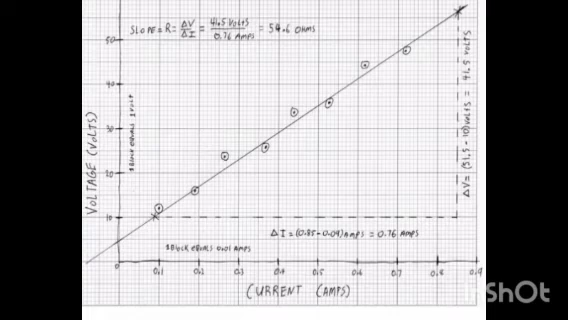 SLOPE = R = ΔV/ΔI = 41.5 VOLTS/0.76 AMPS = 54.6 OHMS
50
40
30
20
10
0
VOLTAGE (VOLTS)
1 BLOCK EQUALS 1 VOLT
ΔV = (51.5 - 10) VOLTS = 41.5 VOLTS
ΔI = (0.85 - 0.09) AMPS = 0.76 AMPS
1 BLOCK EQUALS 0.01 AMPS
0 0.1 0.2 0.3 0.4 0.5 0.6 0.7 0.8 0.9
CURRENT (AMPS)